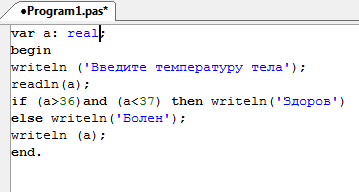 •Program1.pas*
var a: real;
begin
writeln ('Введите температуру тела');
readln(a);
if (a>36)and (a<37) then writeln('Здоров')
else writeln('Болен');
writeln (a);
end.